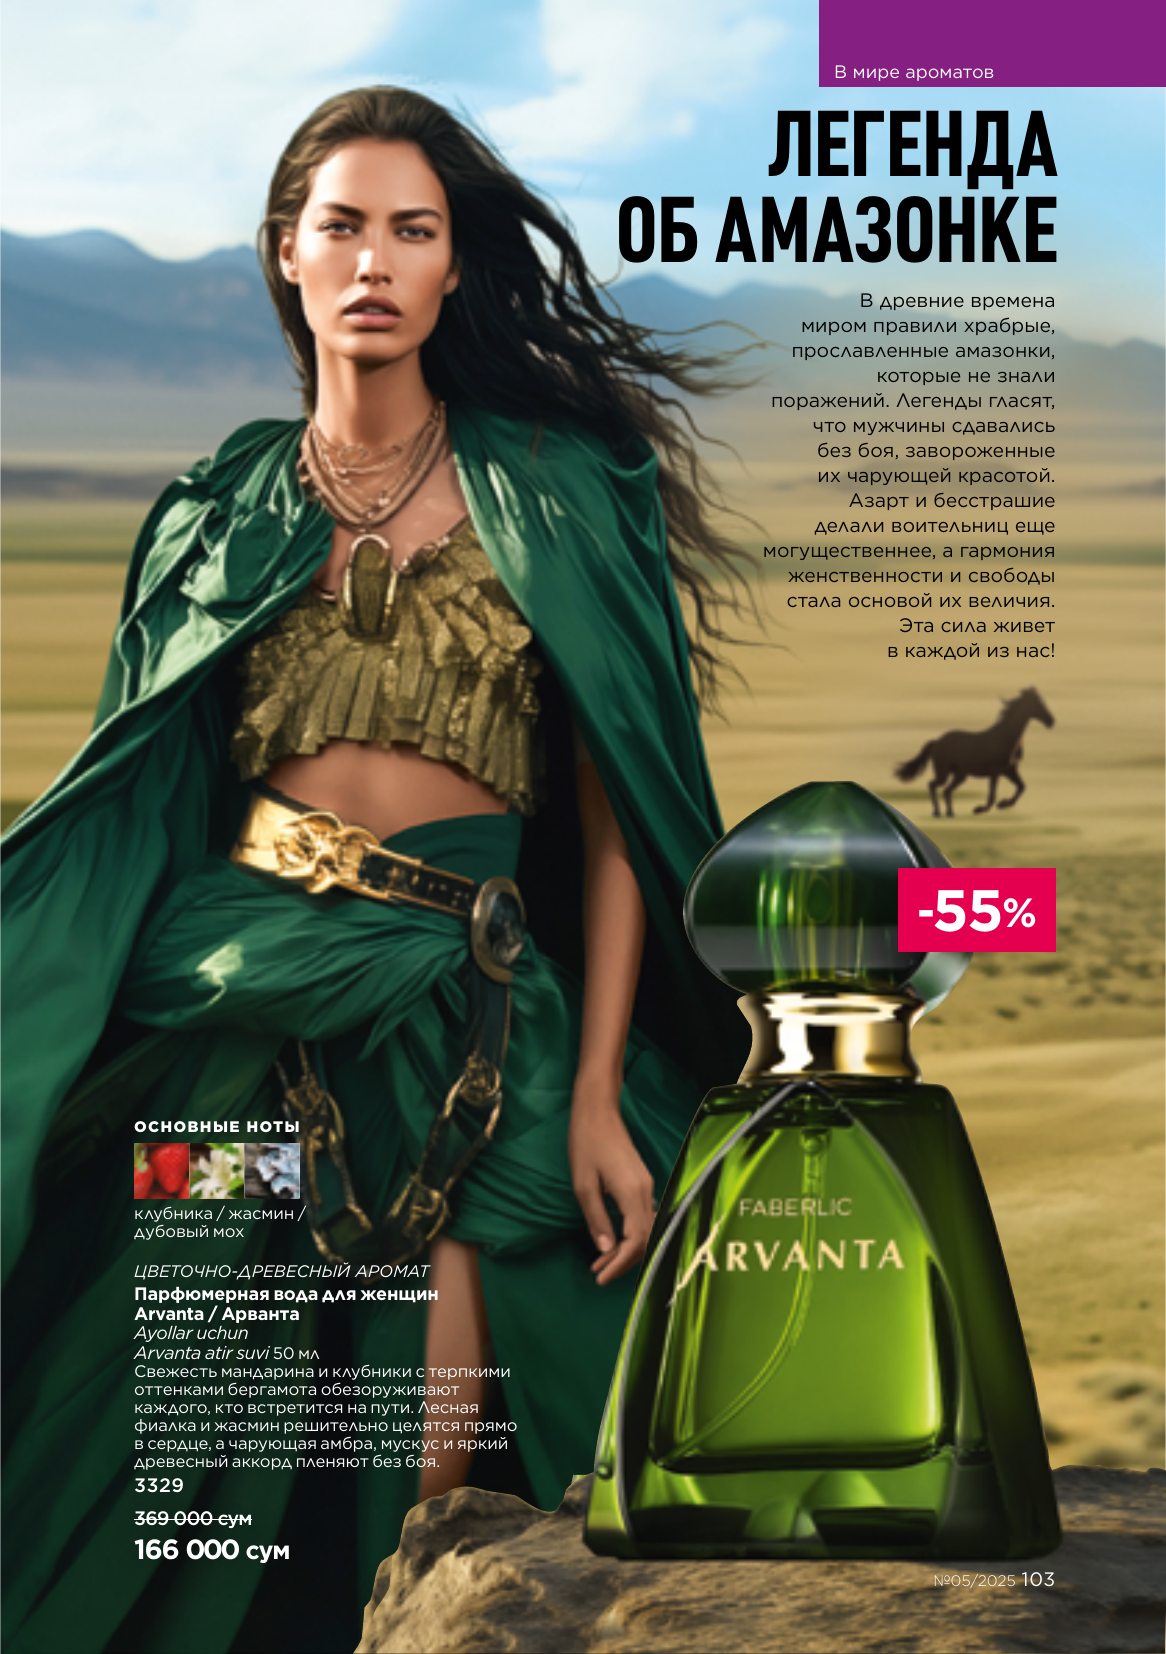 В мире ароматов
ЛЕГЕНДА
ОБ АМАЗОНКЕ
В древние времена
миром правили храбрые,
прославленные амазонки,
которые не знали
поражений. Легенды гласят,
что мужчины сдавались
без боя, завороженные
их чарующей красотой.
Азарт и бесстрашие
делали воительниц еще
могущественнее, а гармония
женственности и свободы
стала основой их величия.
Эта сила живет
в каждой из нас!
-55%
FABERLIC
ARVANTA
ОСНОВНЫЕ НОТЫ
клубника / жасмин /
дубовый мох
ЦВЕТОЧНО-ДРЕВЕСНЫЙ АРОМАТ
Парфюмерная вода для женщин
Arvanta / Арванта
Ayollar uchun
Arvanta atir suvi 50 мл
Свежесть мандарина и клубники с терпкими
оттенками бергамота обезоруживают
каждого, кто встретится на пути. Лесная
фиалка и жасмин решительно целятся прямо
в сердце, а чарующая амбра, мускус и яркий
древесный аккорд пленяют без боя.
3329
369 000 сум
166 000 сум
№05/2025 103